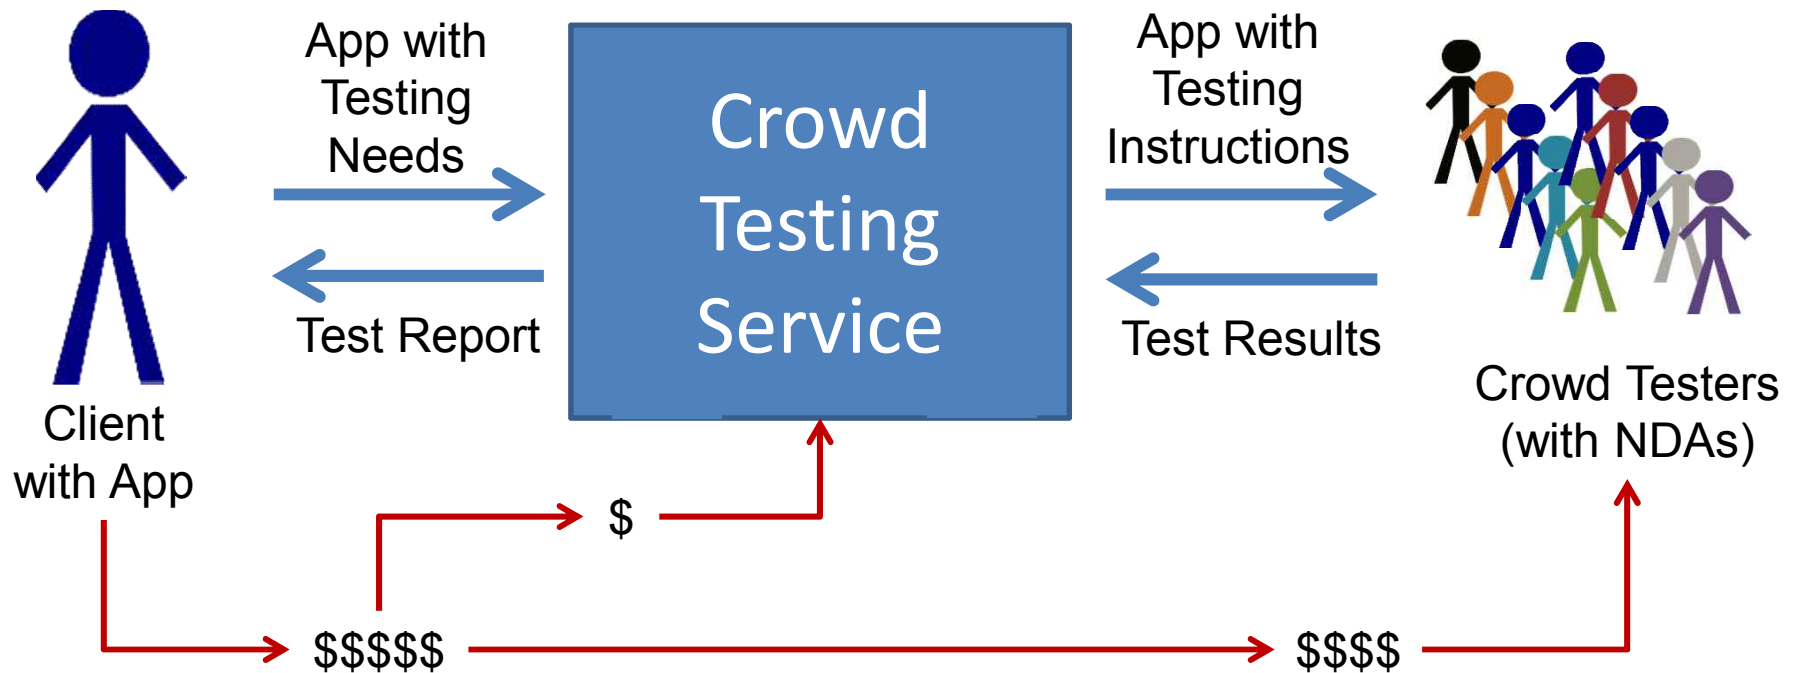 App with
Testing
Needs
Crowd
Testing
Service
App with
Testing
Instructions
Test Report
Test Results
Client
with App
Crowd Testers
(with NDAs)
$
$$$$$
$$$$